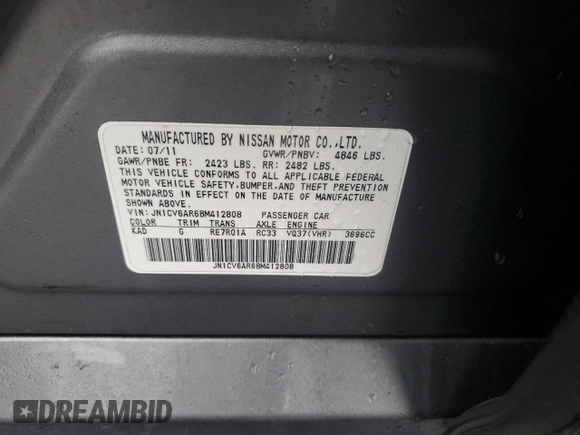 MANUFACTURED BY NISSAN MOTOR CO.,LTD.
DATE: 07/11 GVWR/PNBV: 4846 LBS.
GAWR/PNBE FR: 2423 LBS. RR: 2482 LBS.
THIS VEHICLE CONFORMS TO ALL APPLICABLE FEDERAL
MOTOR VEHICLE SAFETY,BUMPER,AND THEFT PREVENTION
STANDARDS IN EFFECT ON THE DATE OF MANUFACTURE
SHOWN ABOVE.
VIN: JN1CV6AR6BM412808 PASSENGER CAR
COLOR TRIM TRANS AXLE ENGINE
KAD G RE7R01A RC33 VQ37(VHR) 3696CC
JN1CV6AR6BM412808
DREAMBID